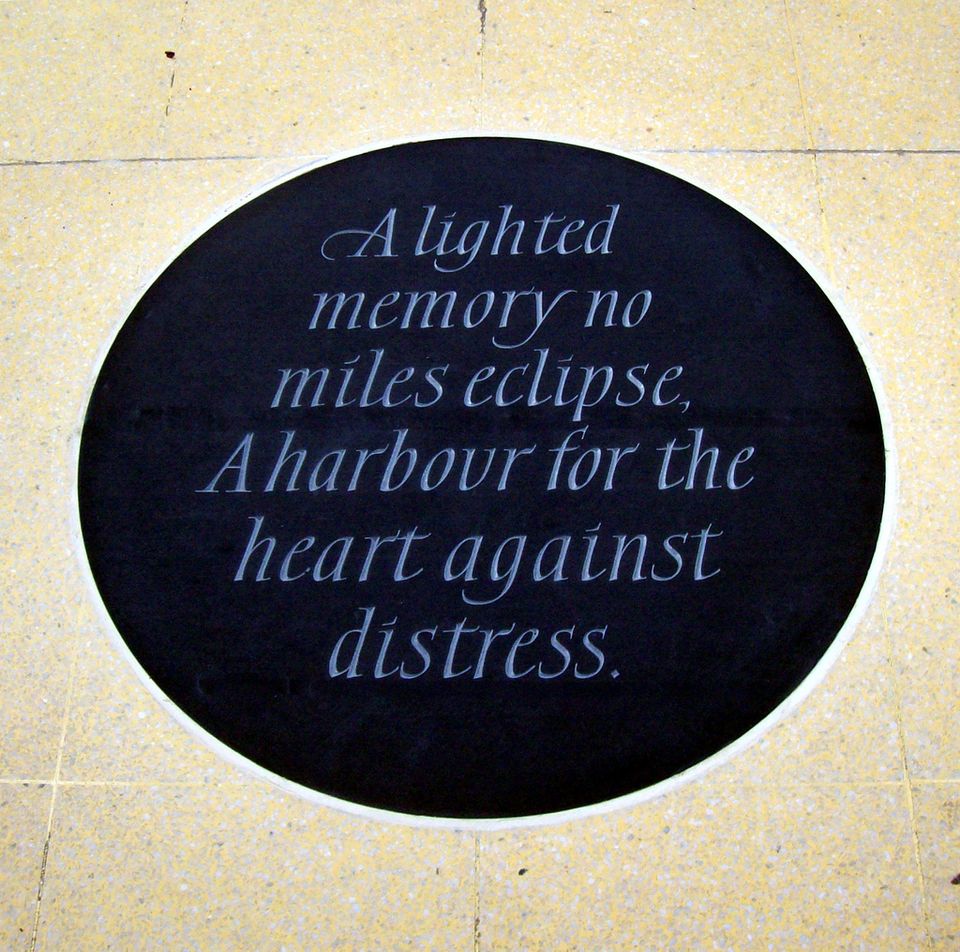 A lighted
memory no
miles eclipse,
A harbour for the
heart against
distress.